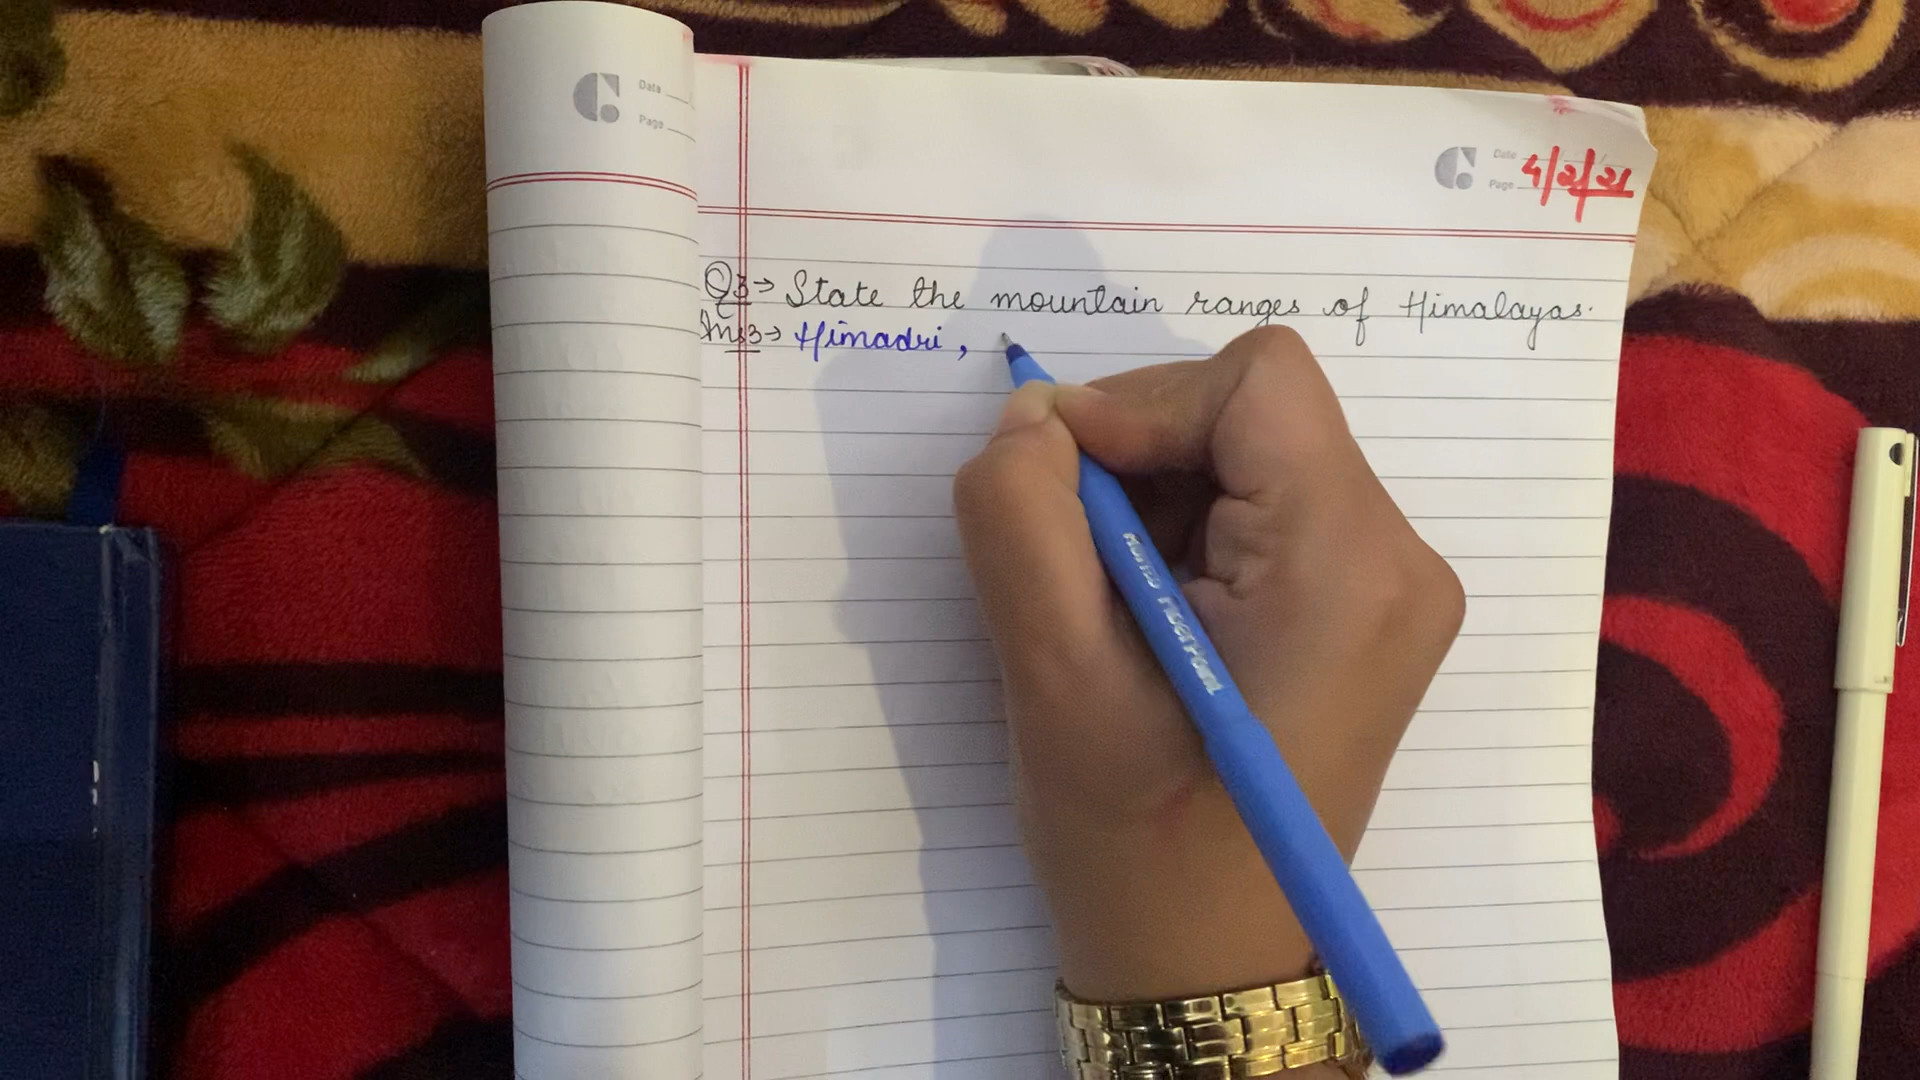 Date
Page
Date 4/2/21
Page
Q3→ State the mountain ranges of Himalayas.
Ans3→ Himadri,